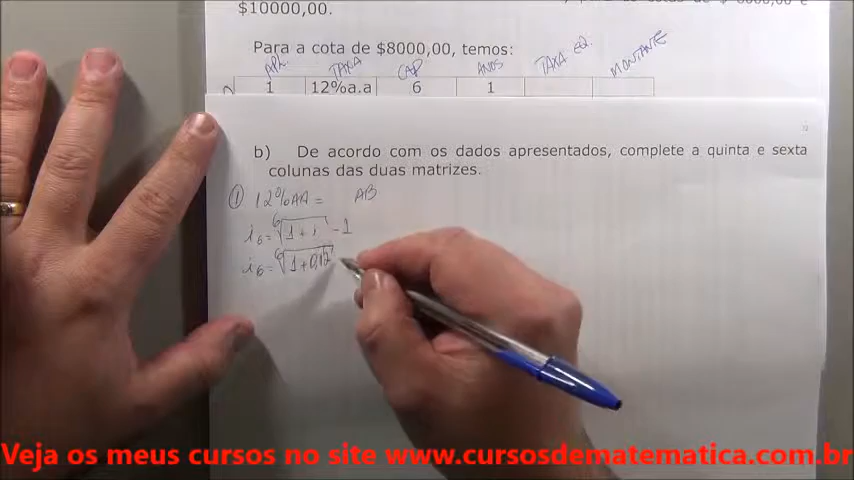 $10000,00.
Para a cota de $8000,00, temos:
APL. TAXA CAP ANOS TAXA EQ. MONTANTE
1 12%a.a 6 1
b) De acordo com os dados apresentados, complete a quinta e sexta
colunas das duas matrizes.
① 12%AA = AB
i6 = 6√1 + i - 1
i6 = 6√1 + 0,12
Veja os meus cursos no site www.cursosdematematica.com.br